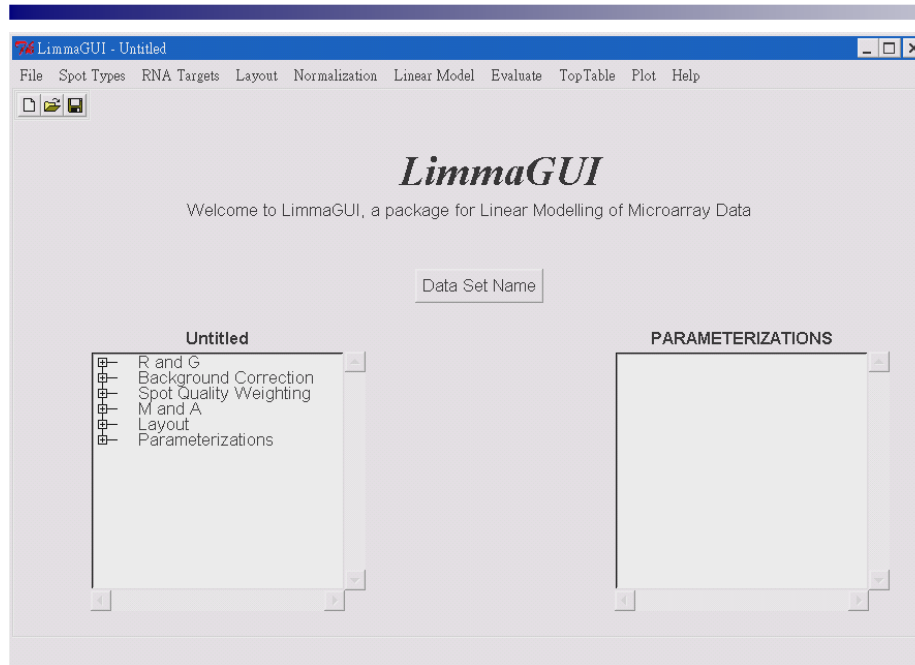 LimmaGUI - Untitled
File Spot Types RNA Targets Layout Normalization Linear Model Evaluate TopTable Plot Help
LimmaGUI
Welcome to LimmaGUI, a package for Linear Modelling of Microarray Data
Data Set Name
Untitled
R and G
Background Correction
Spot Quality Weighting
M and A
Layout
Parameterizations
PARAMETERIZATIONS